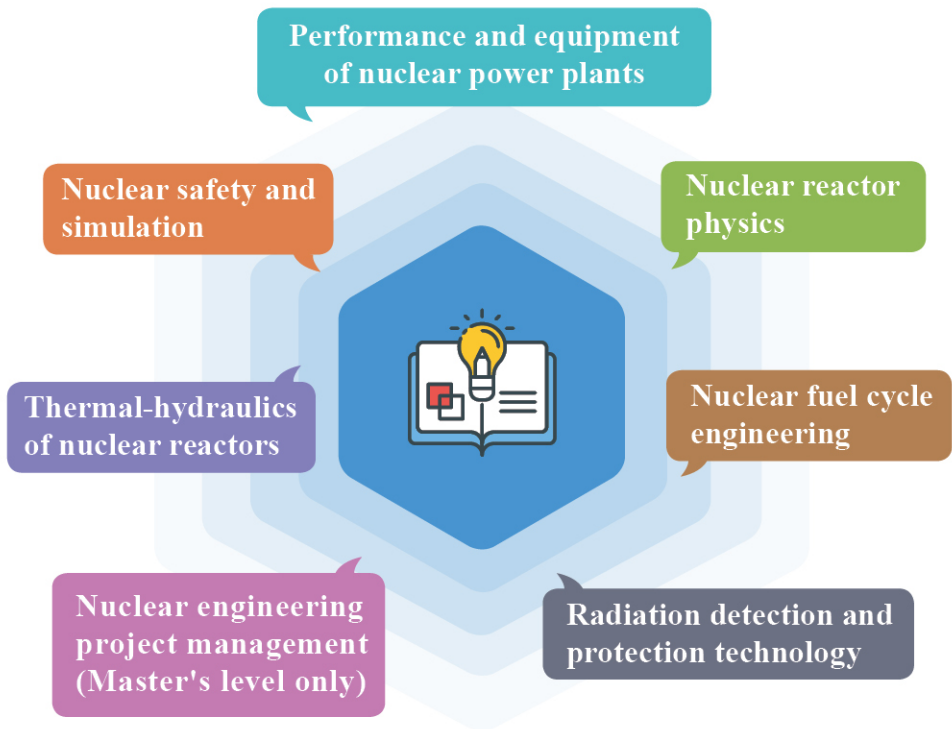 Performance and equipment
of nuclear power plants
Nuclear safety and
simulation
Nuclear reactor
physics
Thermal-hydraulics
of nuclear reactors
Nuclear fuel cycle
engineering
Nuclear engineering
project management
(Master's level only)
Radiation detection and
protection technology